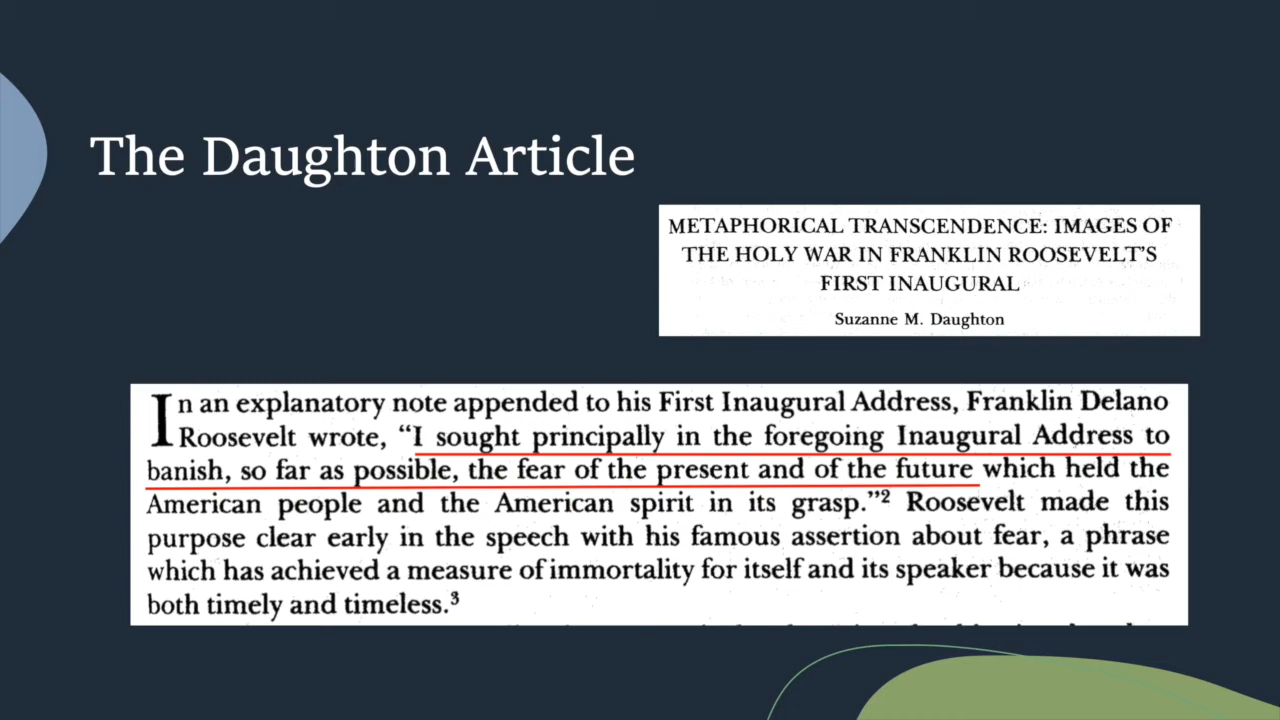 The Daughton Article
METAPHORICAL TRANSCENDENCE: IMAGES OF
THE HOLY WAR IN FRANKLIN ROOSEVELT'S
FIRST INAUGURAL
Suzanne M. Daughton
In an explanatory note appended to his First Inaugural Address, Franklin Delano
Roosevelt wrote, “I sought principally in the foregoing Inaugural Address to
banish, so far as possible, the fear of the present and of the future which held the
American people and the American spirit in its grasp.”2 Roosevelt made this
purpose clear early in the speech with his famous assertion about fear, a phrase
which has achieved a measure of immortality for itself and its speaker because it was
both timely and timeless.3